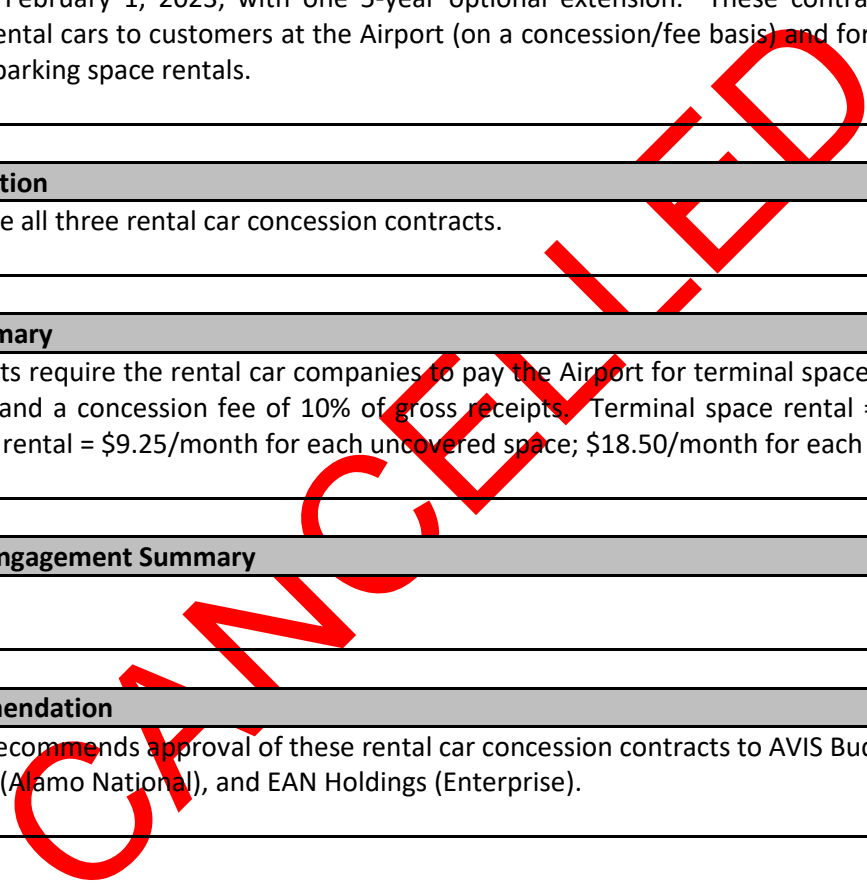 February 1, 2023, with one 5-year optional extension. These contra
ental cars to customers at the Airport (on a concession/fee basis) and for
parking space rentals.
tion
e all three rental car concession contracts.
mary
ts require the rental car companies to pay the Airport for terminal space
and a concession fee of 10% of gross receipts. Terminal space rental =
rental = $9.25/month for each uncovered space; $18.50/month for each
ngagement Summary
endation
ecommends approval of these rental car concession contracts to AVIS Bud
(Alamo National), and EAN Holdings (Enterprise).
CANCELLED